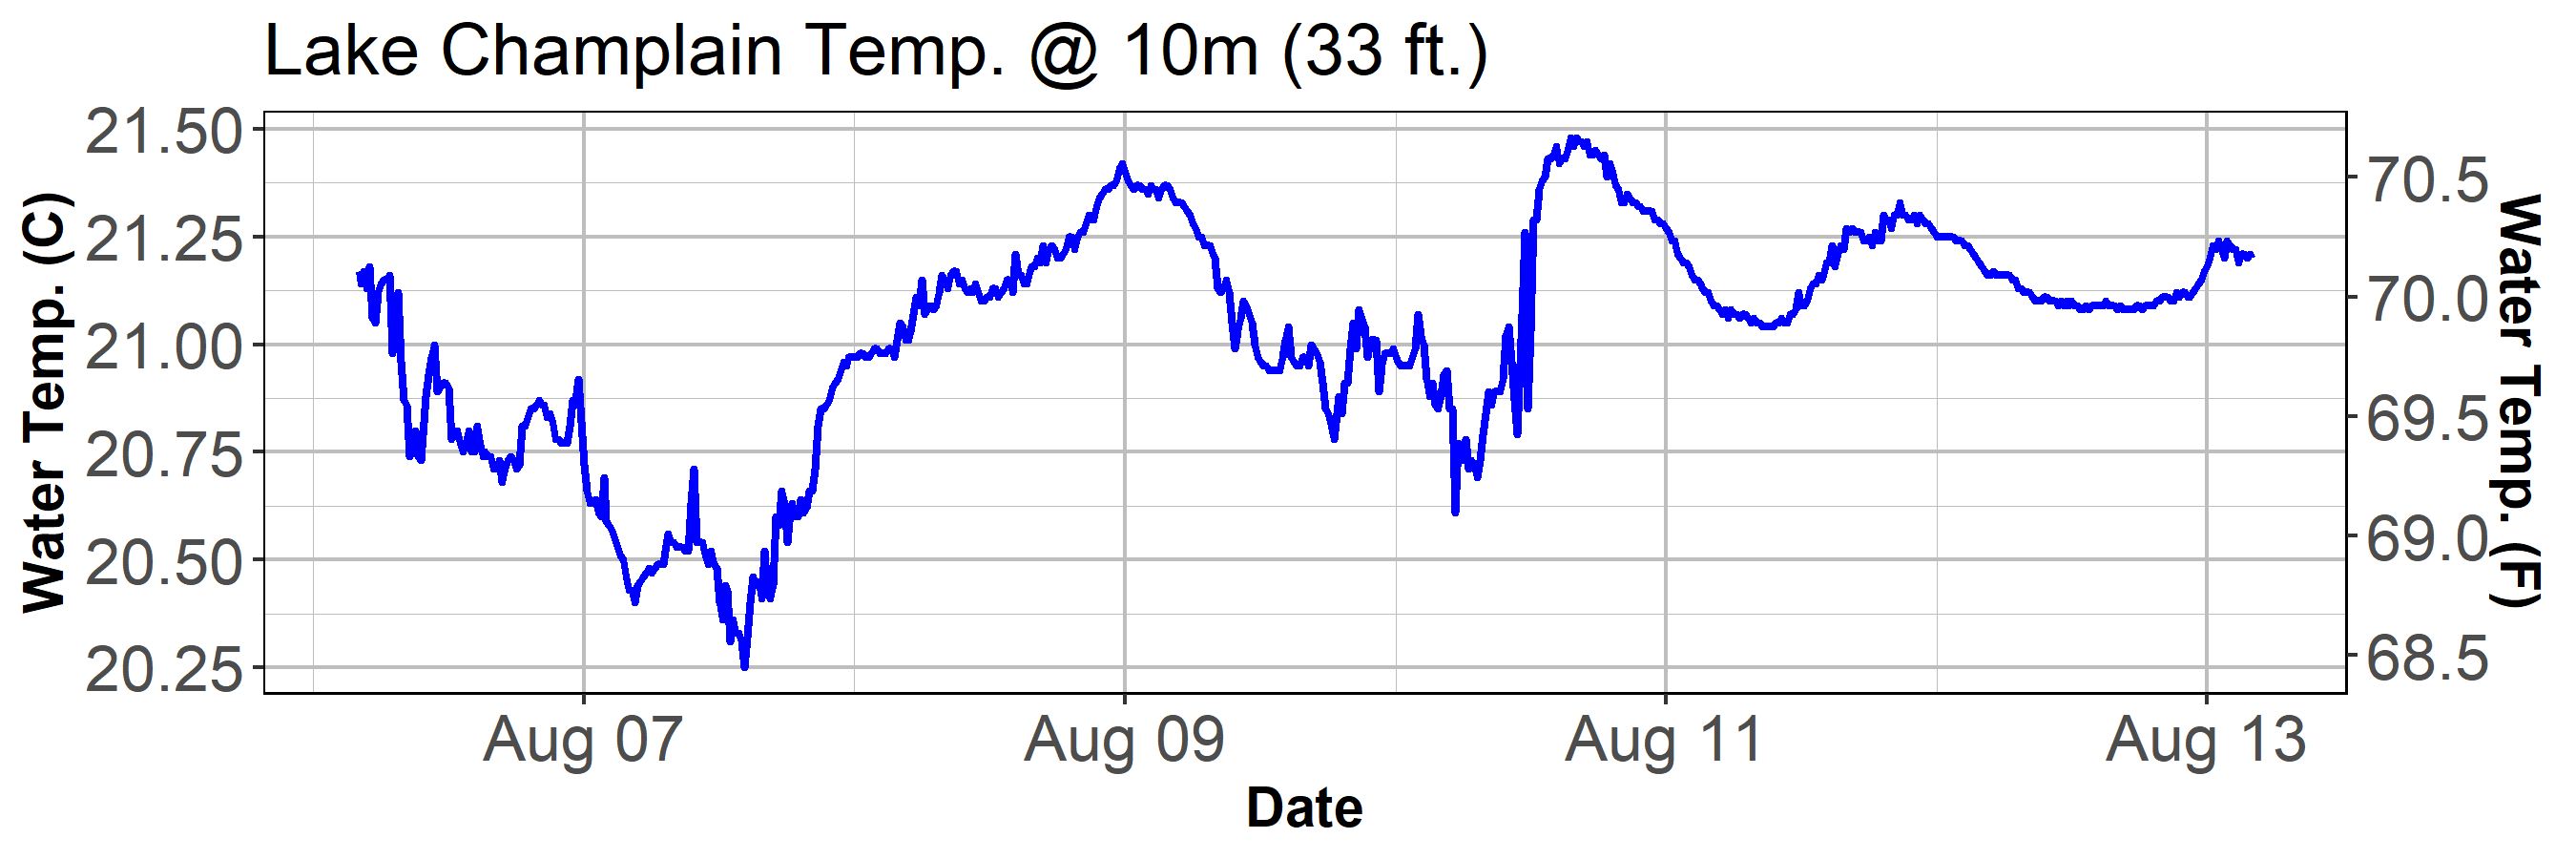 Lake Champlain Temp. @ 10m (33 ft.)
Water Temp. (C)
21.50
21.25
21.00
20.75
20.50
20.25
70.5
70.0
69.5
69.0
68.5
Water Temp. (F)
Aug 07 Aug 09 Aug 11 Aug 13
Date